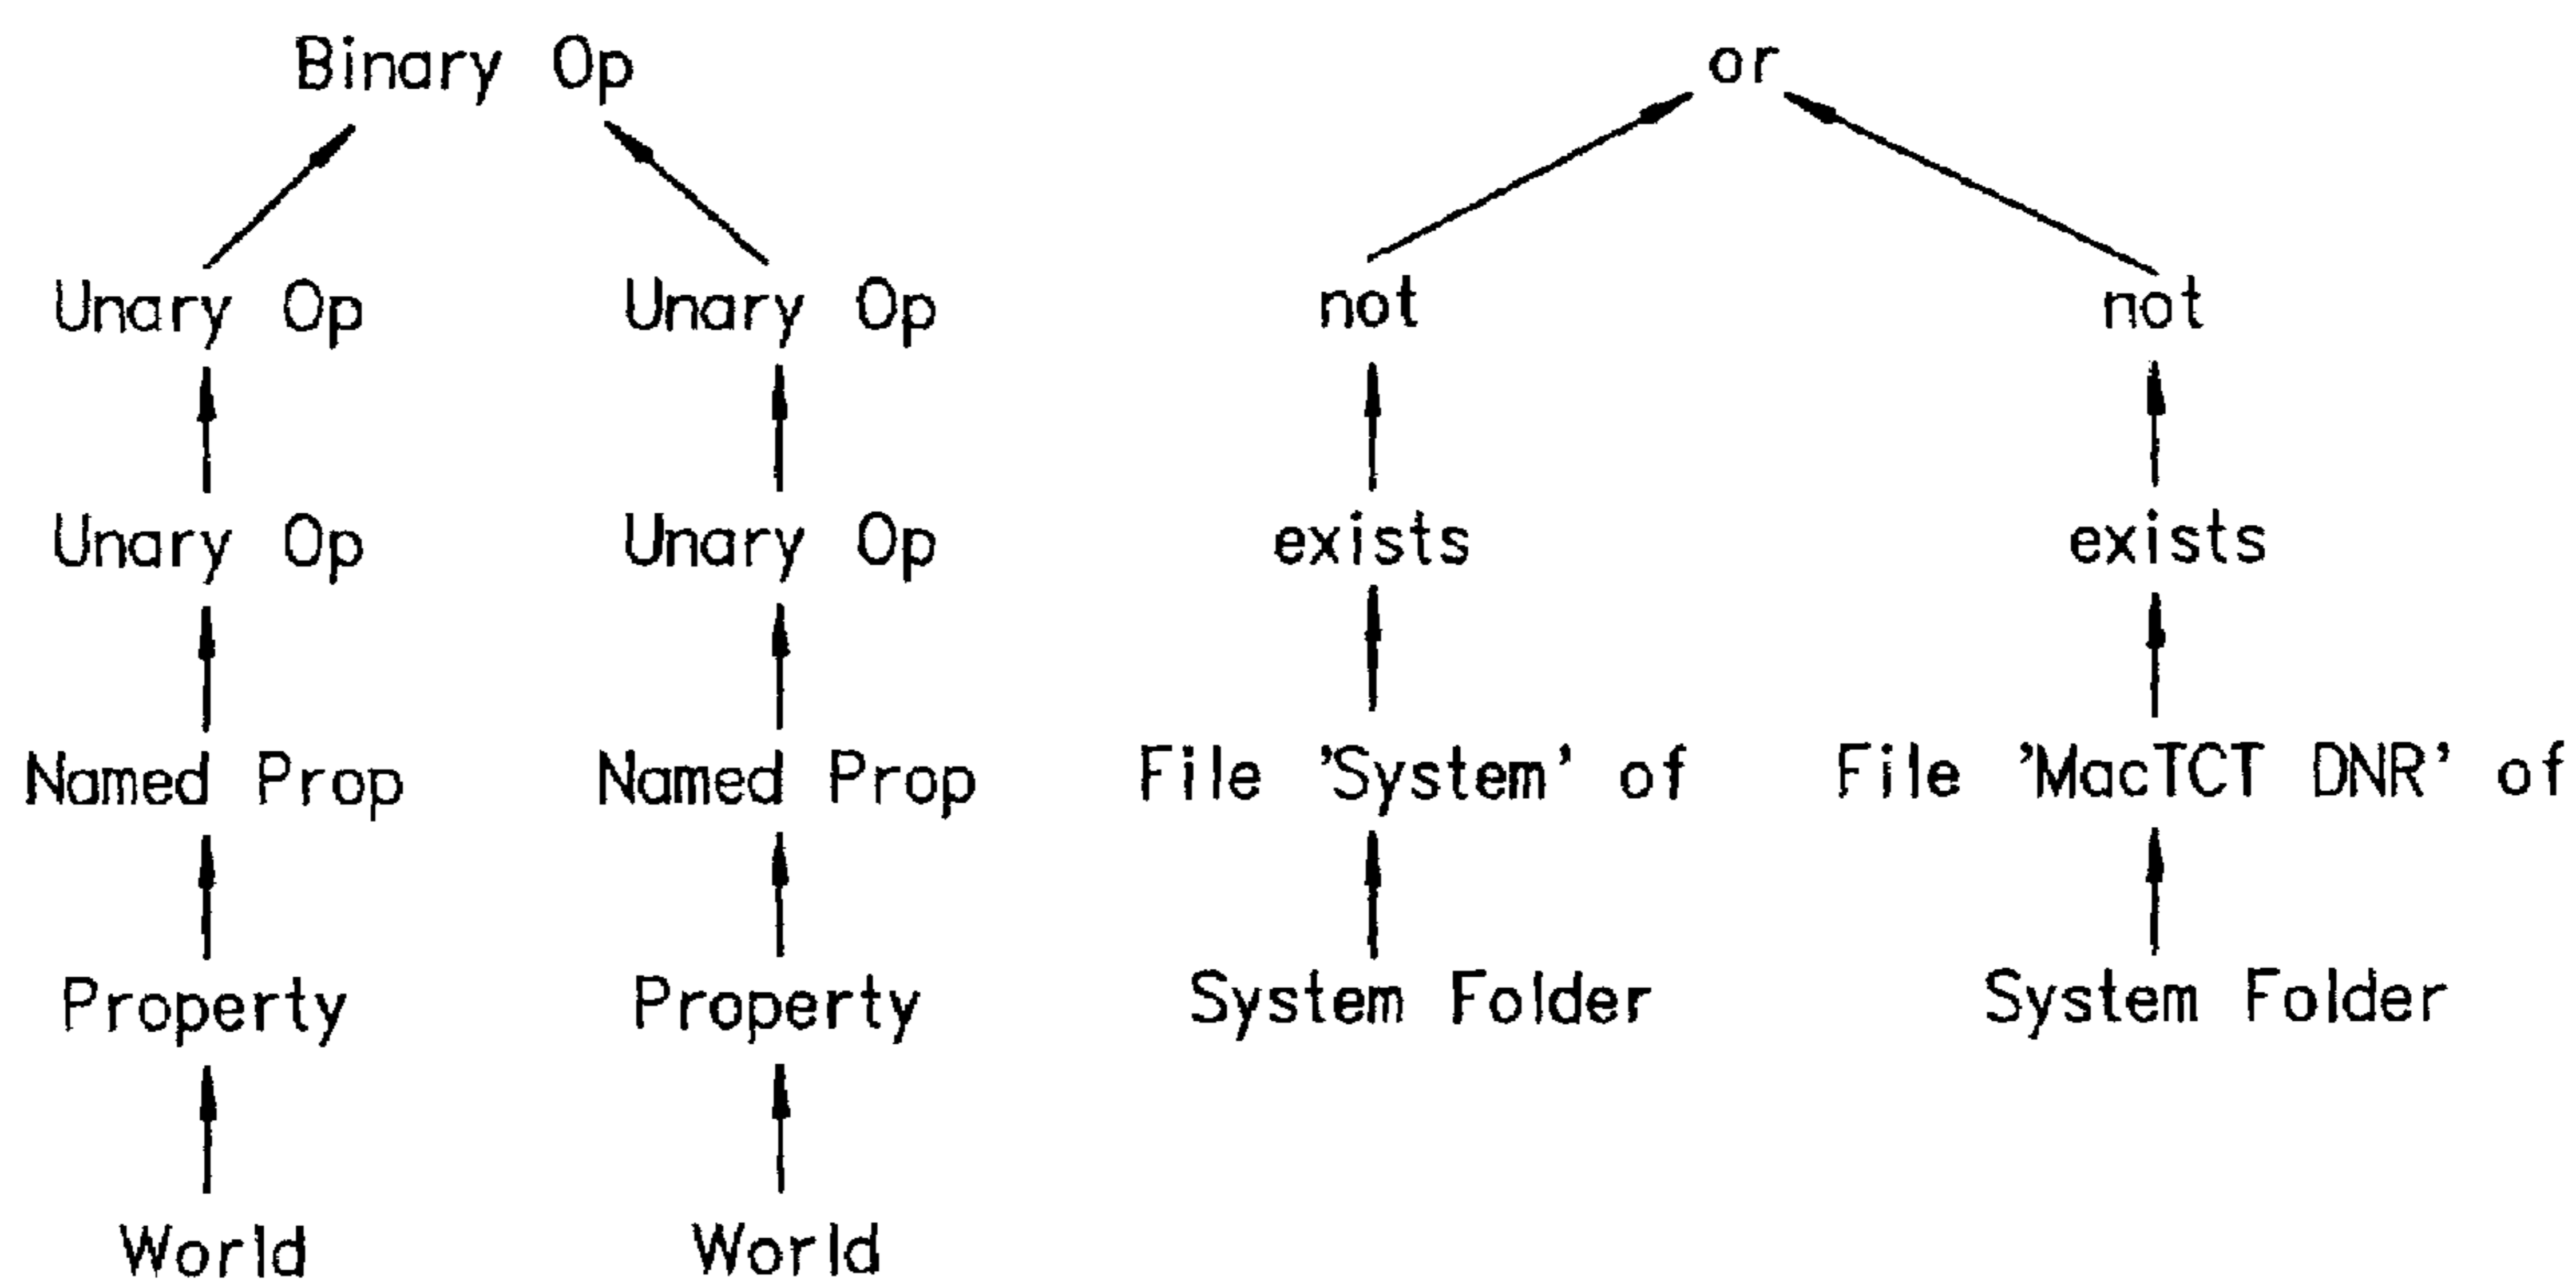 Binary Op
or
Unary Op
Unary Op
not
not
Unary Op
Unary Op
exists
exists
Named Prop
Named Prop
File 'System' of
File 'MacTCT DNR' of
Property
Property
System Folder
System Folder
World
World